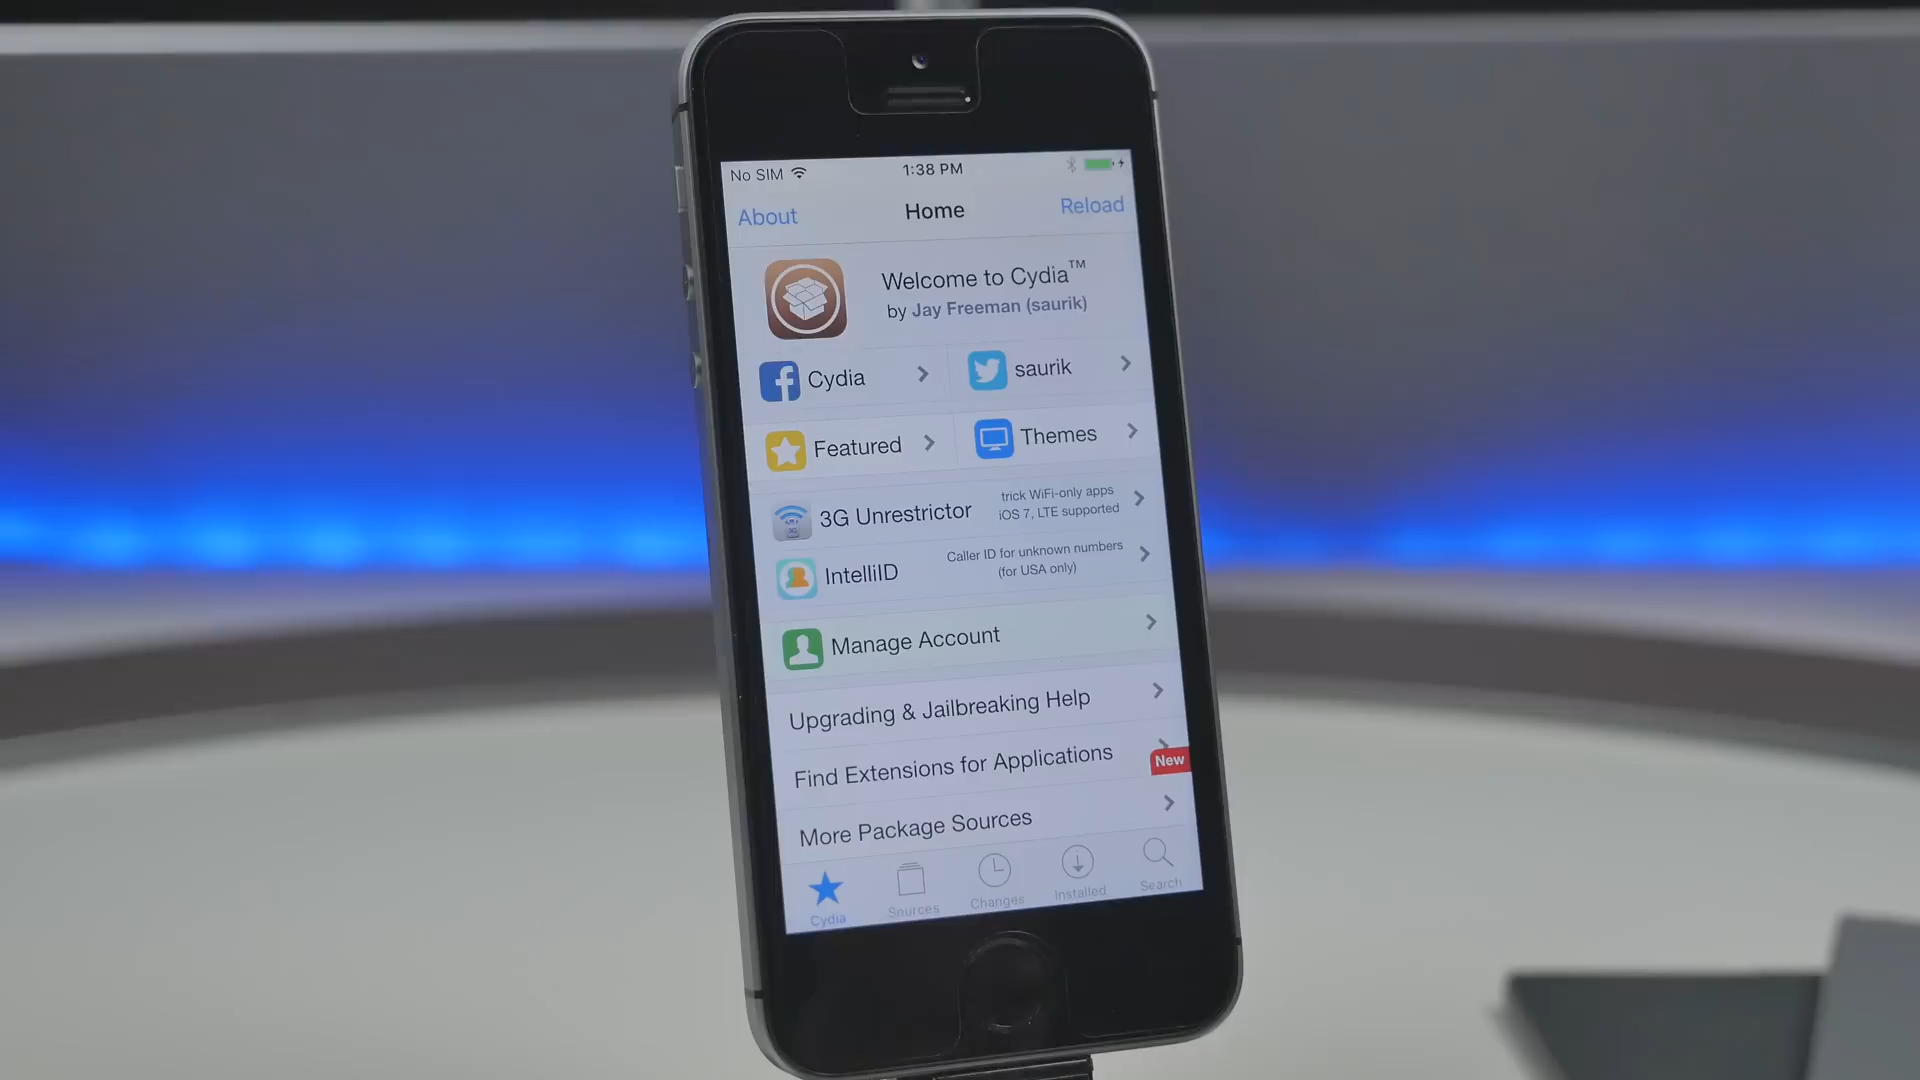 No SIM 1:38 PM
About Home Reload
Welcome to Cydia™
by Jay Freeman (saurik)
Cydia saurik
Featured Themes
3G Unrestrictor trick WiFi-only apps
iOS 7, LTE supported
IntelliID Caller ID for unknown numbers
(for USA only)
Manage Account
Upgrading & Jailbreaking Help
Find Extensions for Applications New
More Package Sources
Cydia Sources Changes Installed Search